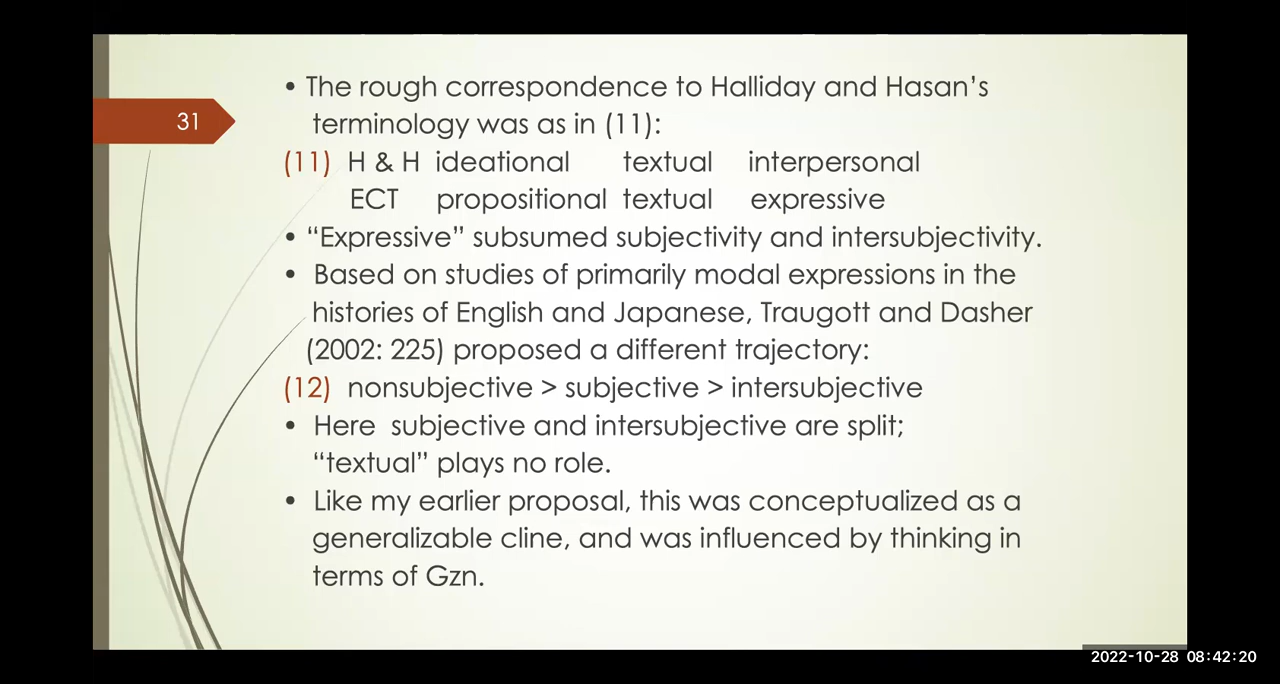 31
• The rough correspondence to Halliday and Hasan’s
terminology was as in (11):
(11) H & H ideational textual interpersonal
ECT propositional textual expressive
• “Expressive” subsumed subjectivity and intersubjectivity.
• Based on studies of primarily modal expressions in the
histories of English and Japanese, Traugott and Dasher
(2002: 225) proposed a different trajectory:
(12) nonsubjective > subjective > intersubjective
• Here subjective and intersubjective are split;
“textual” plays no role.
• Like my earlier proposal, this was conceptualized as a
generalizable cline, and was influenced by thinking in
terms of Gzn.
2022-10-28 08:42:20